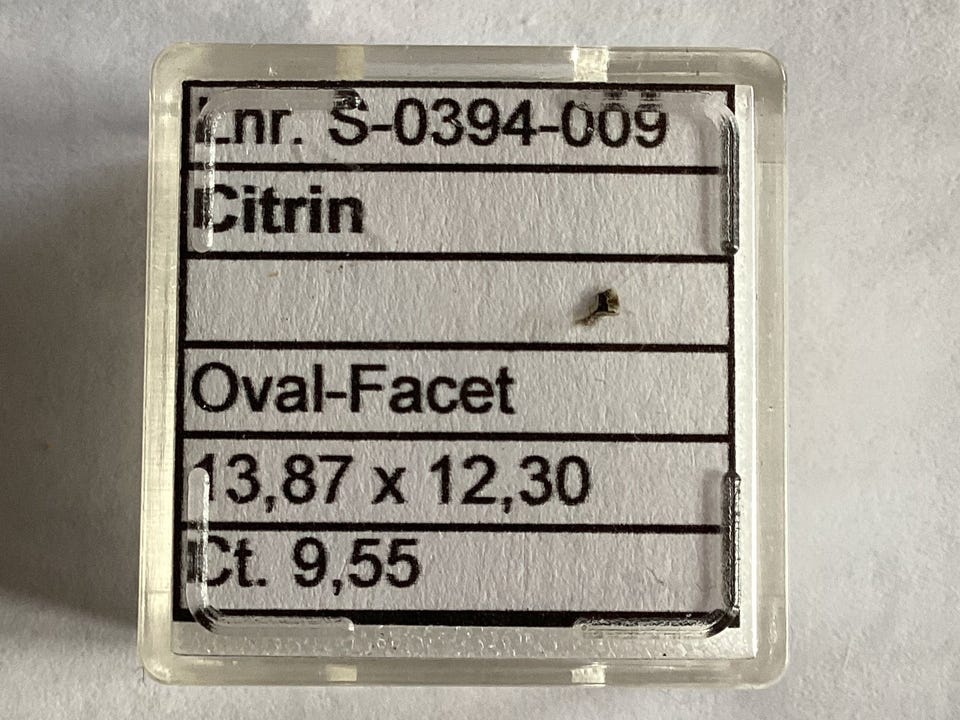 Lnr. S-0394-009
Citrin
Oval-Facet
13,87 x 12,30
Ct. 9,55